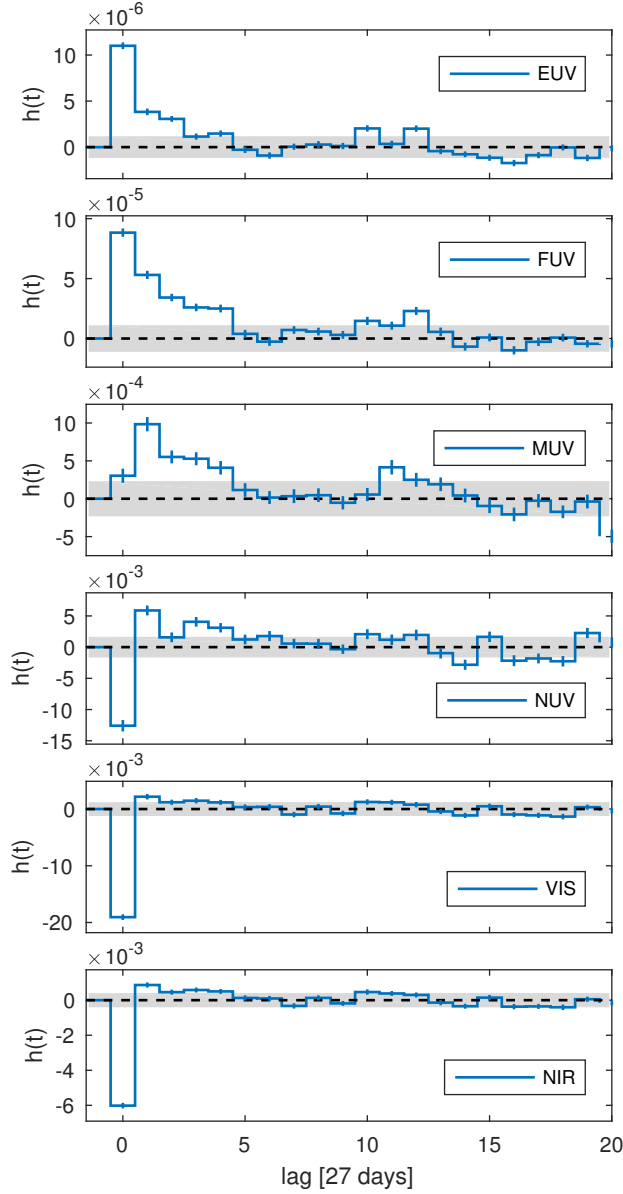 × 10^-6
10
5
0
h(t)
EUV
× 10^-5
10
5
0
h(t)
FUV
× 10^-4
10
5
0
-5
h(t)
MUV
× 10^-3
5
0
-5
-10
-15
h(t)
NUV
× 10^-3
0
-10
-20
h(t)
VIS
× 10^-3
0
-2
-4
-6
h(t)
NIR
0 5 10 15 20
lag [27 days]